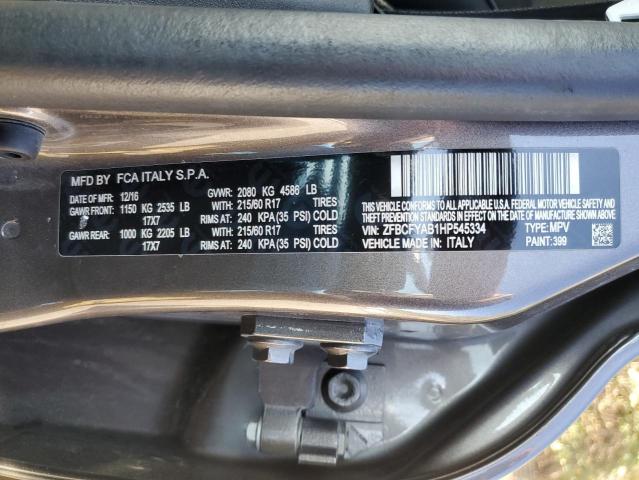 MFD BY FCA ITALY S.P.A.
DATE OF MFR: 12/16 GVWR: 2080 KG 4586 LB
GAWR FRONT: 1150 KG 2535 LB WITH TIRES: 215/60 R17
17X7 RIMS AT: 240 KPA(35 PSI) COLD
GAWR REAR: 1000 KG 2205 LB WITH TIRES: 215/60 R17
17X7 RIMS AT: 240 KPA(35 PSI) COLD
THIS VEHICLE CONFORMS TO ALL APPLICABLE U.S.A. FEDERAL MOTOR VEHICLE SAFETY
BUMPER, AND THEFT PREVENTION STANDARDS IN EFFECT ON THE DATE OF MANUFACTURE SHOWN ABOVE.
VIN: ZFBCFYAB1HP545334 TYPE: MPV
VEHICLE MADE IN: ITALY PAINT: 399